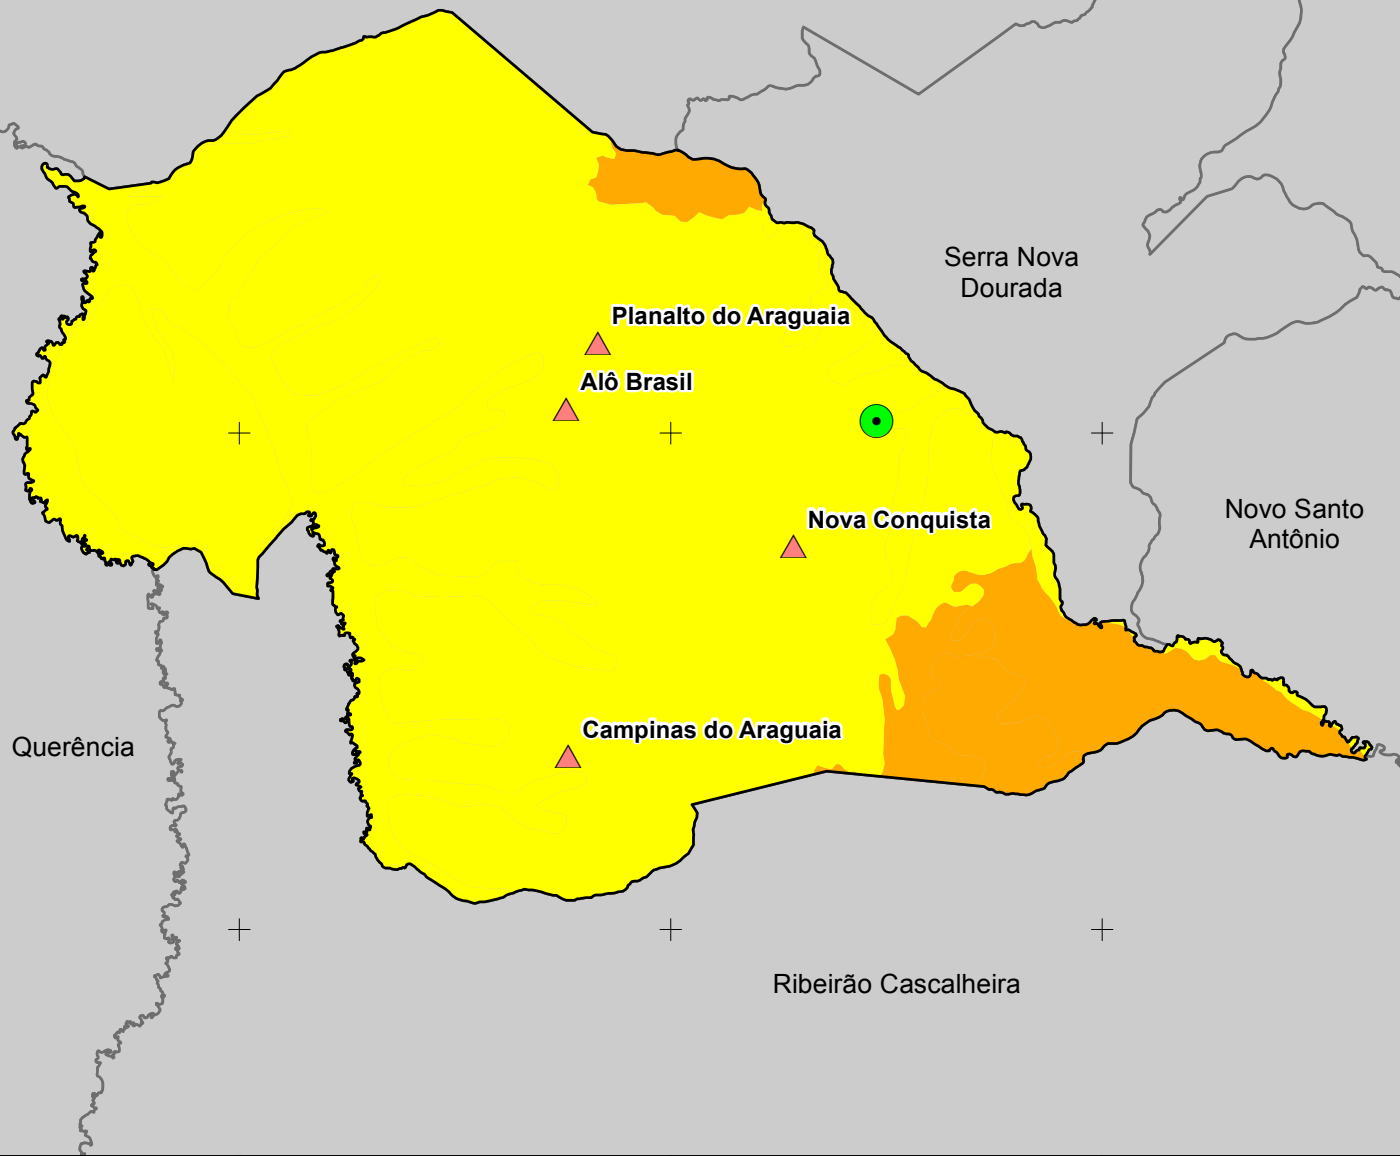 Serra Nova
Dourada
Planalto do Araguaia
Alô Brasil
Nova Conquista
Novo Santo
Antônio
Campinas do Araguaia
Querência
Ribeirão Cascalheira